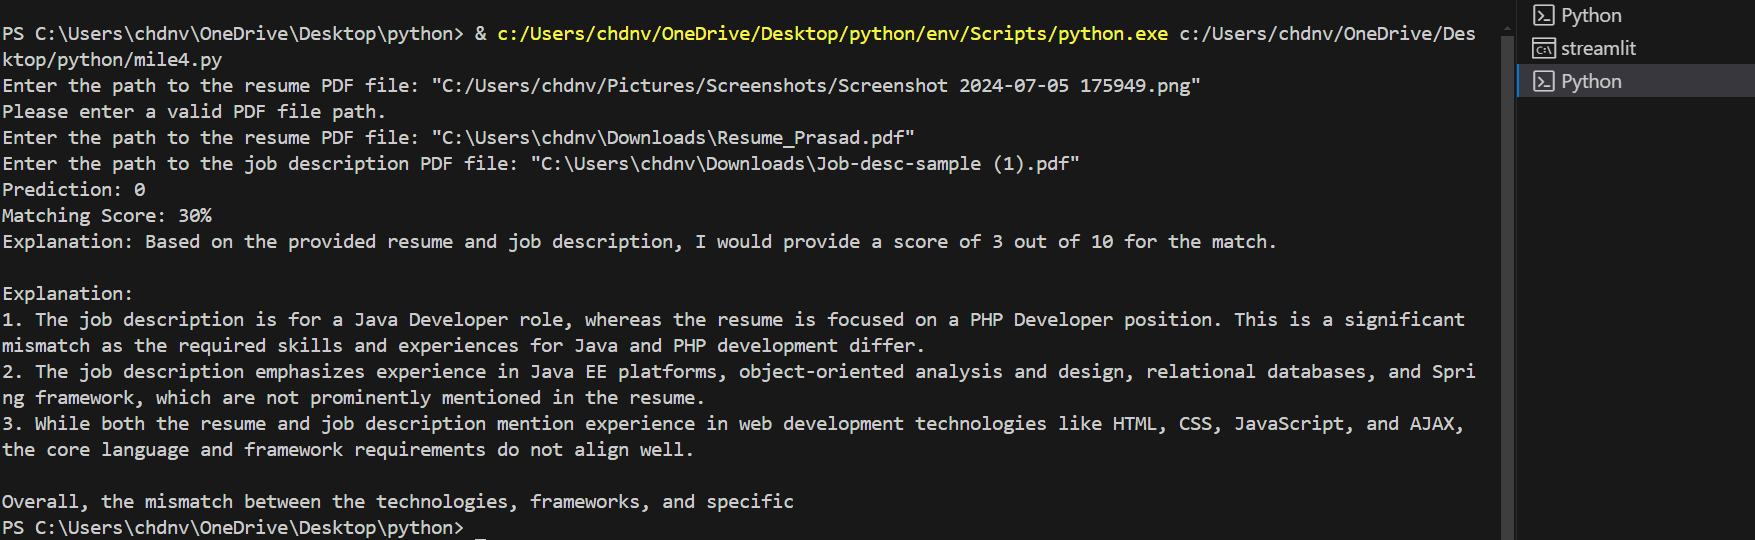 PS C:\Users\chdnv\OneDrive\Desktop\python> & c:/Users/chdnv/OneDrive/Desktop/python/env/Scripts/python.exe c:/Users/chdnv/OneDrive/Des
ktop/python/mile4.py
Enter the path to the resume PDF file: "C:/Users/chdnv/Pictures/Screenshots/Screenshot 2024-07-05 175949.png"
Please enter a valid PDF file path.
Enter the path to the resume PDF file: "C:\Users\chdnv\Downloads\Resume_Prasad.pdf"
Enter the path to the job description PDF file: "C:\Users\chdnv\Downloads\Job-desc-sample (1).pdf"
Prediction: 0
Matching Score: 30%
Explanation: Based on the provided resume and job description, I would provide a score of 3 out of 10 for the match.
Explanation:
1. The job description is for a Java Developer role, whereas the resume is focused on a PHP Developer position. This is a significant
mismatch as the required skills and experiences for Java and PHP development differ.
2. The job description emphasizes experience in Java EE platforms, object-oriented analysis and design, relational databases, and Spri
ng framework, which are not prominently mentioned in the resume.
3. While both the resume and job description mention experience in web development technologies like HTML, CSS, JavaScript, and AJAX,
the core language and framework requirements do not align well.
Overall, the mismatch between the technologies, frameworks, and specific
PS C:\Users\chdnv\OneDrive\Desktop\python>
Python
streamlit
Python